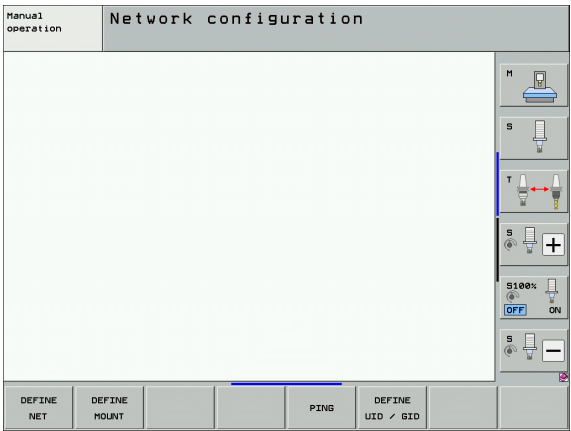 Manual
operation
Network configuration
M
S
T
S
S100%
OFF ON
S
DEFINE
NET
DEFINE
MOUNT
PING
DEFINE
UID / GID